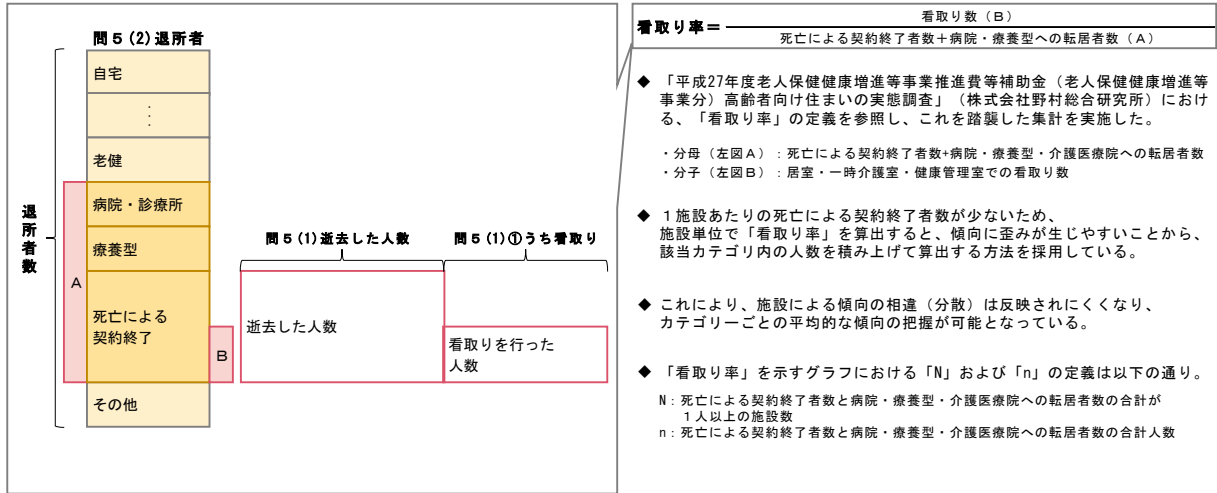 問５(2)退所者
自宅
：
老健
病院・診療所
療養型
死亡による
契約終了
その他
退所者数
A
B
問５(1)逝去した人数
問５(1)①うち看取り
逝去した人数
看取りを行った
人数
看取り率＝
看取り数（B）
死亡による契約終了者数＋病院・療養型への転居者数（A）
◆ 「平成27年度老人保健健康増進等事業推進費等補助金（老人保健健康増進等
事業分）高齢者向け住まいの実態調査」（株式会社野村総合研究所）におけ
る、「看取り率」の定義を参照し、これを踏襲した集計を実施した。
・分母（左図A）：死亡による契約終了者数+病院・療養型・介護医療院への転居者数
・分子（左図B）：居室・一時介護室・健康管理室での看取り数
◆ １施設あたりの死亡による契約終了者数が少ないため、
施設単位で「看取り率」を算出すると、傾向に歪みが生じやすいことから、
該当カテゴリ内の人数を積み上げて算出する方法を採用している。
◆ これにより、施設による傾向の相違（分散）は反映されにくくなり、
カテゴリーごとの平均的な傾向の把握が可能となっている。
◆ 「看取り率」を示すグラフにおける「N」および「n」の定義は以下の通り。
N：死亡による契約終了者数と病院・療養型・介護医療院への転居者数の合計が
１人以上の施設数
n：死亡による契約終了者数と病院・療養型・介護医療院への転居者数の合計人数